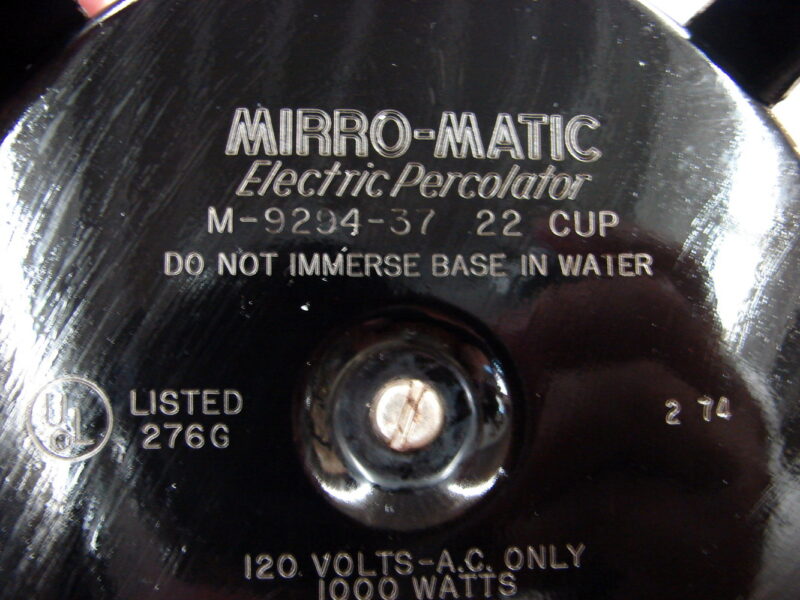 MIRRO-MATIC
Electric Percolator
M-9294-37 22 CUP
DO NOT IMMERSE BASE IN WATER
UL LISTED
276G
2 74
120 VOLTS-A.C. ONLY
1000 WATTS